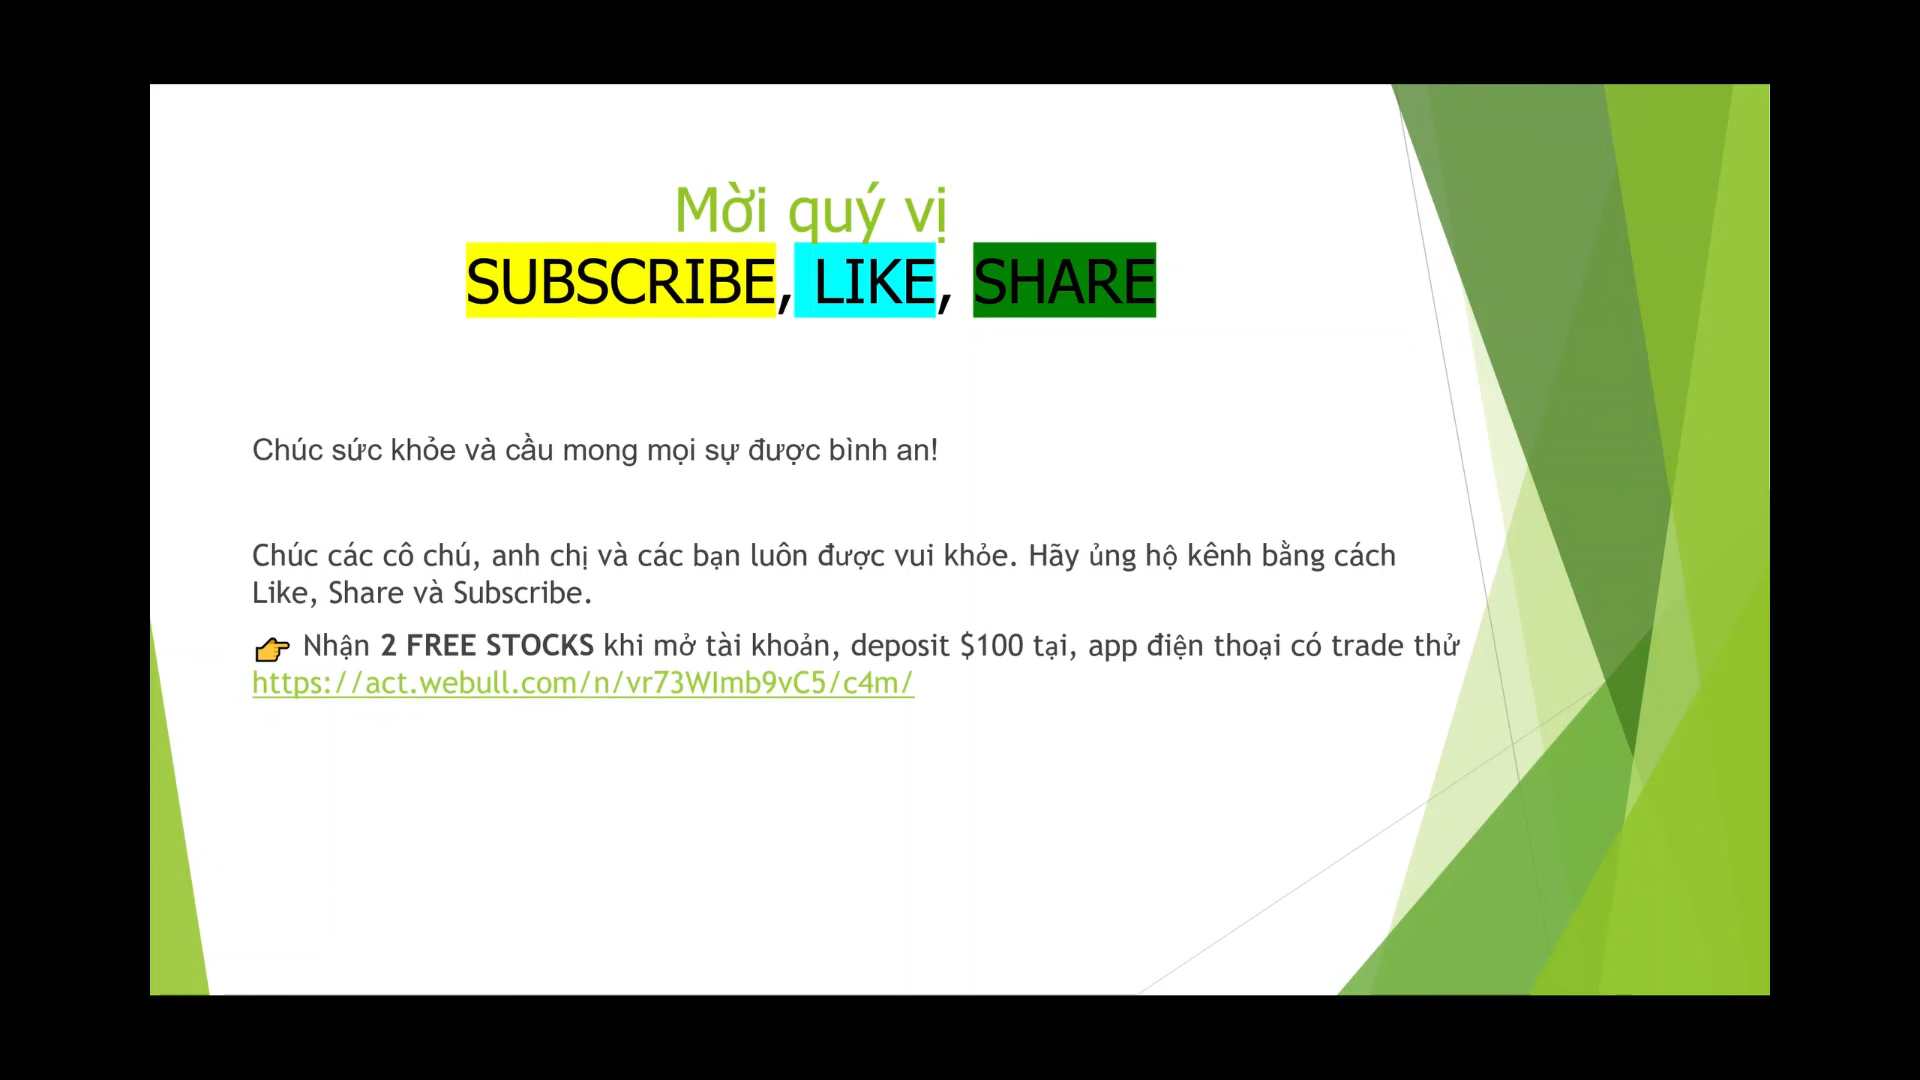 Mời quý vị
SUBSCRIBE, LIKE, SHARE
Chúc sức khỏe và cầu mong mọi sự được bình an!
Chúc các cô chú, anh chị và các bạn luôn được vui khỏe. Hãy ủng hộ kênh bằng cách
Like, Share và Subscribe.
👉 Nhận 2 FREE STOCKS khi mở tài khoản, deposit $100 tại, app điện thoại có trade thử
https://act.webull.com/n/vr73WImb9vC5/c4m/